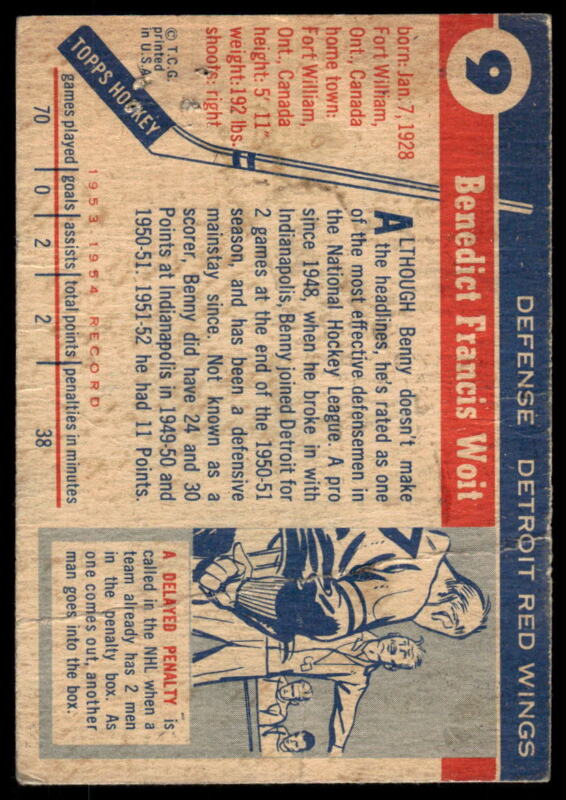 9
DEFENSE DETROIT RED WINGS
Benedict Francis Woit
born: Jan. 7, 1928
Fort William,
Ont., Canada
home town:
Fort William,
Ont., Canada
height: 5' 11"
weight: 192 lbs.
shoots: right
© T.C.G.
printed
in U.S.A.
TOPPS HOCKEY
ALTHOUGH Benny doesn't make
the headlines, he's rated as one
of the most effective defensemen in
the National Hockey League. A pro
since 1948, when he broke in with
Indianapolis, Benny joined Detroit for
2 games at the end of the 1950-51
season, and has been a defensive
mainstay since. Not known as a
scorer, Benny did have 24 and 30
Points at Indianapolis in 1949-50 and
1950-51. 1951-52 he had 11 Points.
1953 1954 RECORD
games played goals assists total points penalties in minutes
70 0 2 2 38
A DELAYED PENALTY is
called in the NHL when a
team already has 2 men
in the penalty box. As
one comes out, another
man goes into the box.